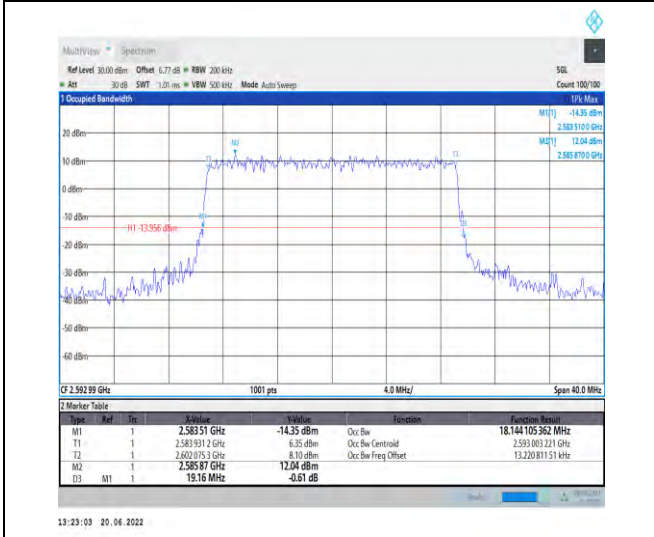 MultiView Spectrum
Ref Level 30.00 dBm Offset 6.77 dB RBW 200 kHz SGL
Att 30 dB SWT 1.01 ms VBW 500 kHz Mode Auto Sweep Count 100/100
1 Occupied Bandwidth 1Pk Max
M1[1] -14.35 dBm
2.583 510 0 GHz
M2[1] 12.04 dBm
2.585 870 0 GHz
20 dBm
M2
T1 T2
10 dBm
0 dBm
-10 dBm
M1
H1 -13.956 dBm
D3
-20 dBm
-30 dBm
-40 dBm
-50 dBm
-60 dBm
CF 2.592 99 GHz 1001 pts 4.0 MHz/ Span 40.0 MHz
2 Marker Table
Type Ref Trc X-Value Y-Value Function Function Result
M1 1 2.583 51 GHz -14.35 dBm Occ Bw 18.144 105 362 MHz
T1 1 2.583 931 2 GHz 6.35 dBm Occ Bw Centroid 2.593 003 221 GHz
T2 1 2.602 075 3 GHz 8.10 dBm Occ Bw Freq Offset 13.220 811 51 kHz
M2 1 2.585 87 GHz 12.04 dBm
D3 M1 1 19.16 MHz -0.61 dB
13:23:03 20.06.2022